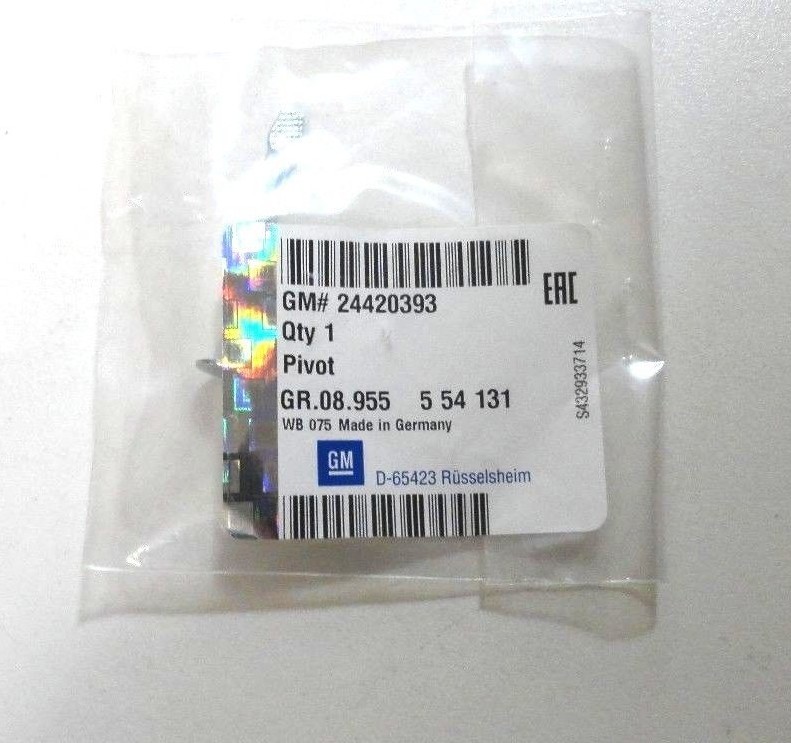 GM# 24420393
EAC
Qty 1
Pivot
GR.08.955 5 54 131
WB 075 Made in Germany
S432933714
GM
D-65423 Rüsselsheim